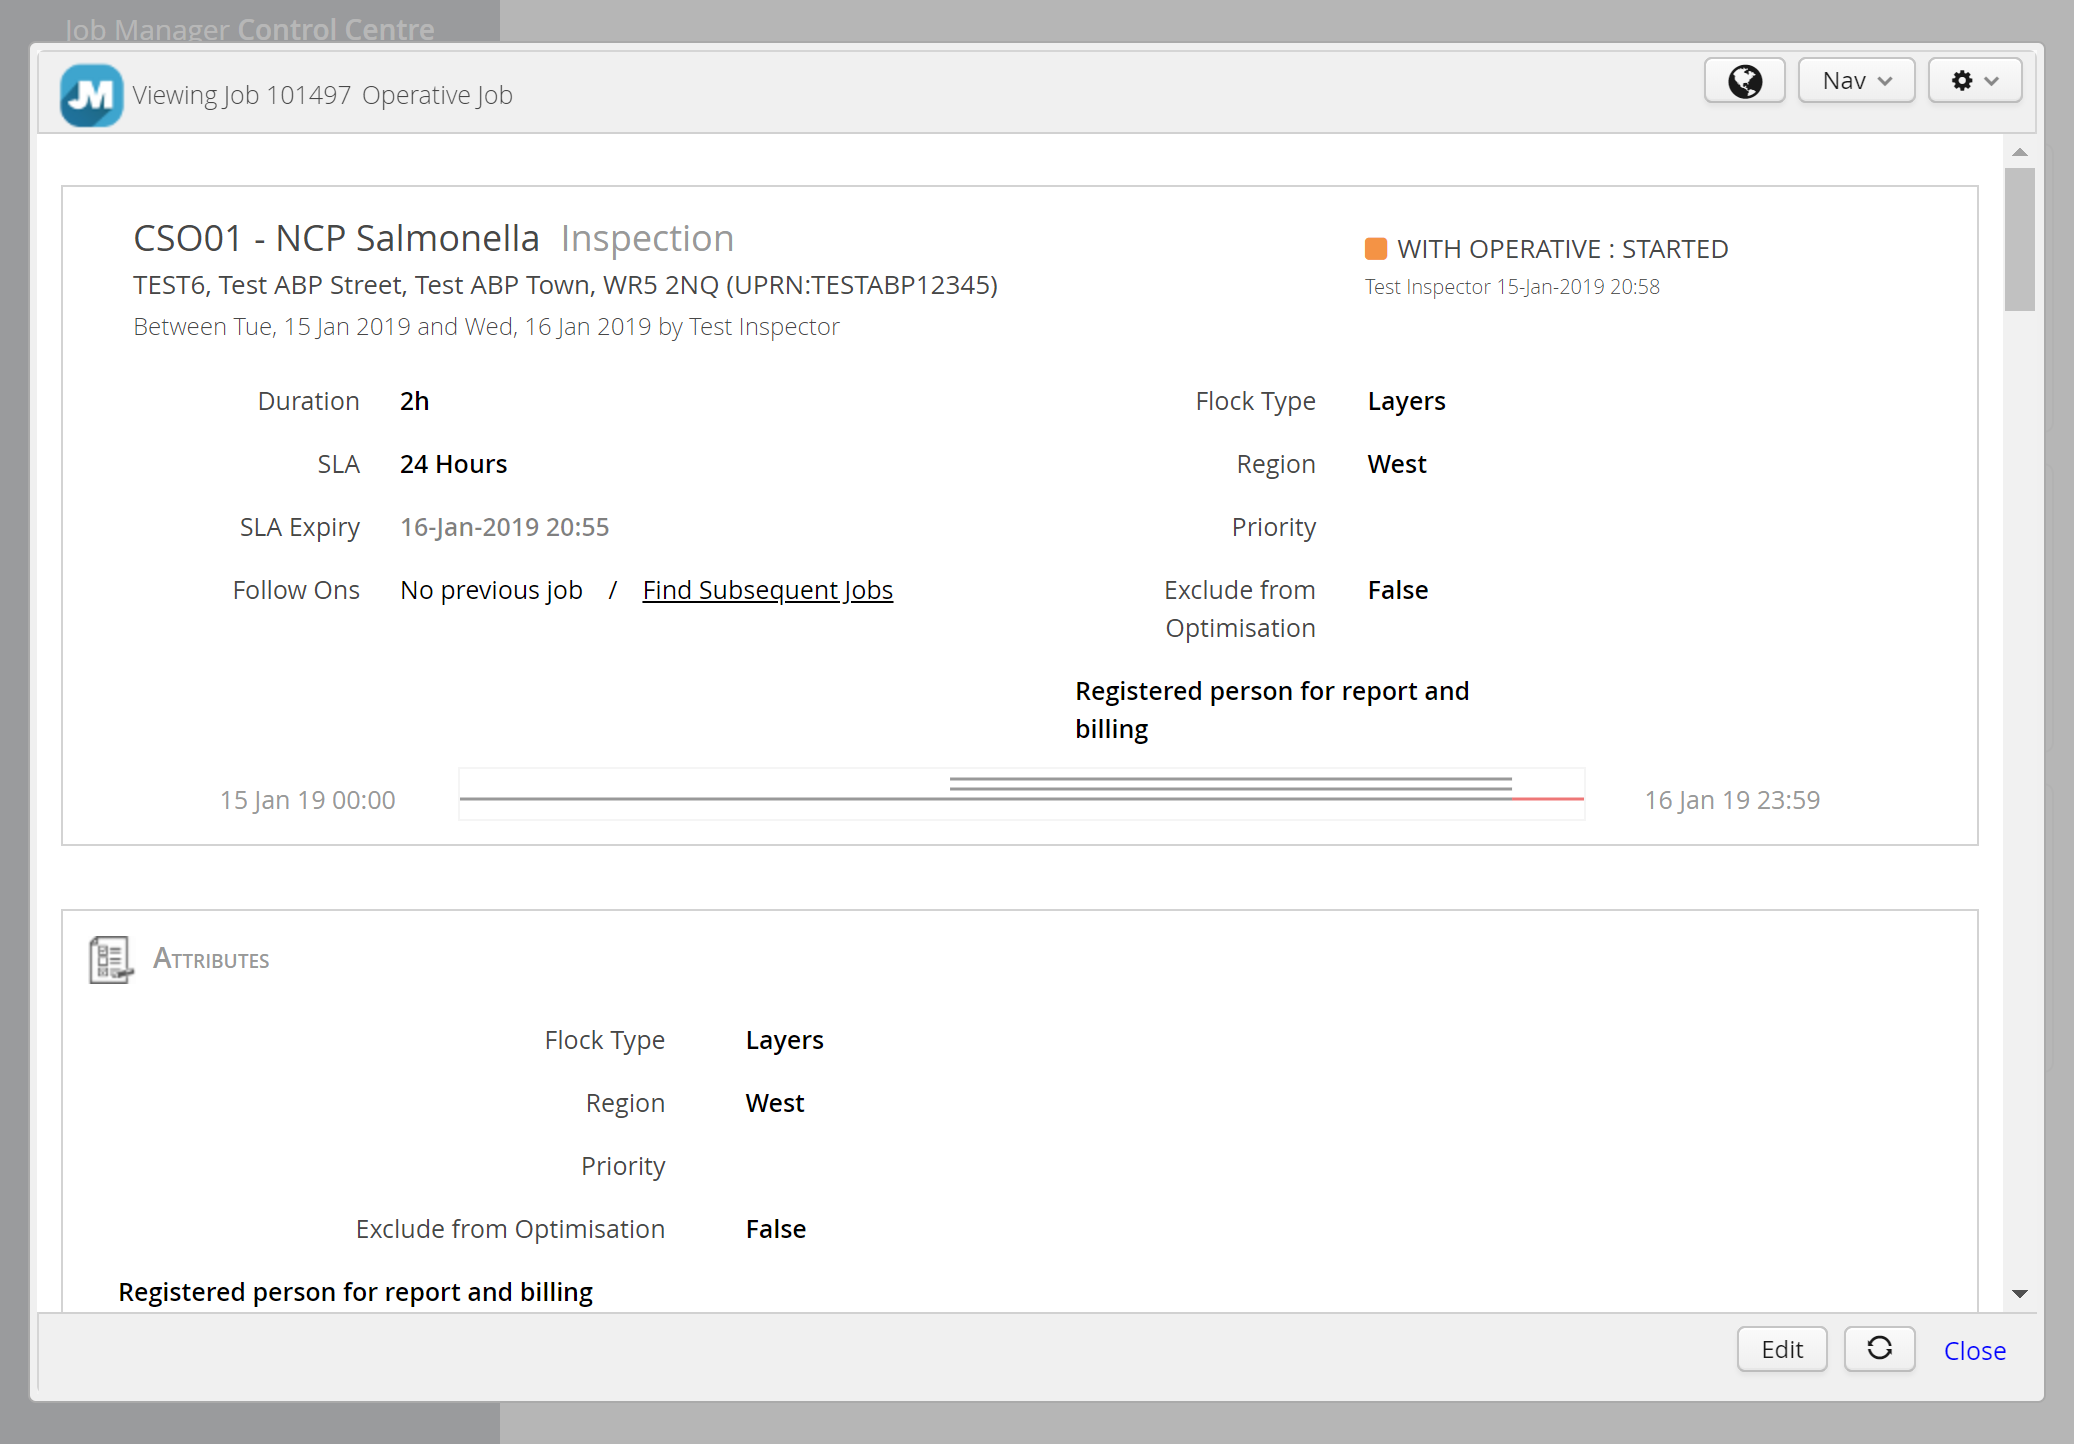 Job Manager Control Centre
JM
Viewing Job 101497 Operative Job
Nav
CSO01 - NCP Salmonella Inspection
TEST6, Test ABP Street, Test ABP Town, WR5 2NQ (UPRN:TESTABP12345)
Between Tue, 15 Jan 2019 and Wed, 16 Jan 2019 by Test Inspector
WITH OPERATIVE : STARTED
Test Inspector 15-Jan-2019 20:58
Duration 2h
SLA 24 Hours
SLA Expiry 16-Jan-2019 20:55
Follow Ons No previous job / Find Subsequent Jobs
Flock Type Layers
Region West
Priority
Exclude from False
Optimisation
Registered person for report and
billing
15 Jan 19 00:00
16 Jan 19 23:59
Attributes
Flock Type Layers
Region West
Priority
Exclude from Optimisation False
Registered person for report and billing
Edit
Close